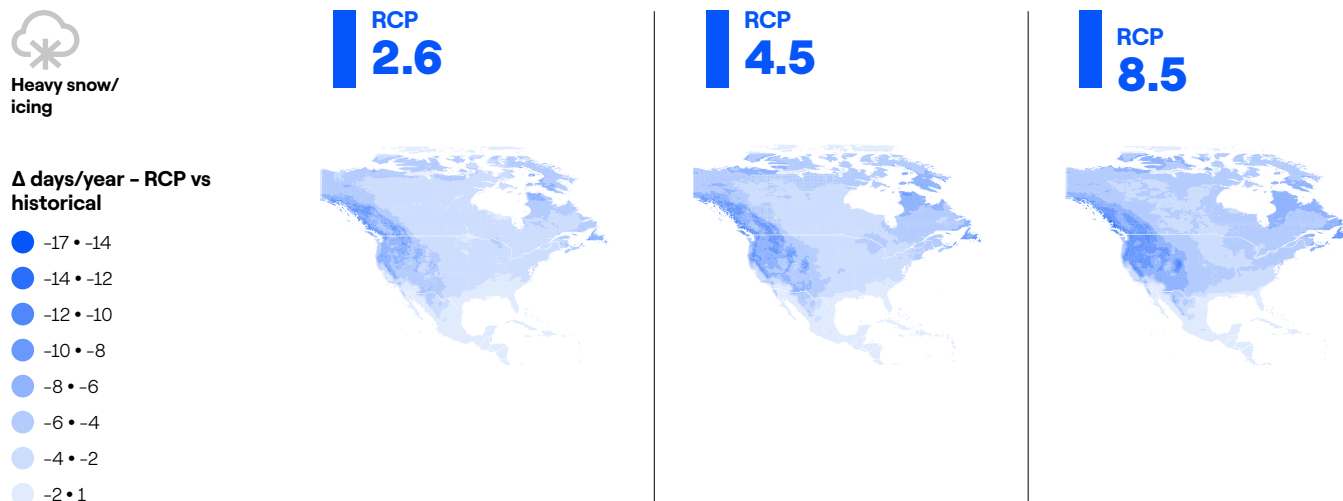 Heavy snow/
icing
RCP
2.6
RCP
4.5
RCP
8.5
Δ days/year - RCP vs
historical
-17 • -14
-14 • -12
-12 • -10
-10 • -8
-8 • -6
-6 • -4
-4 • -2
-2 • 1